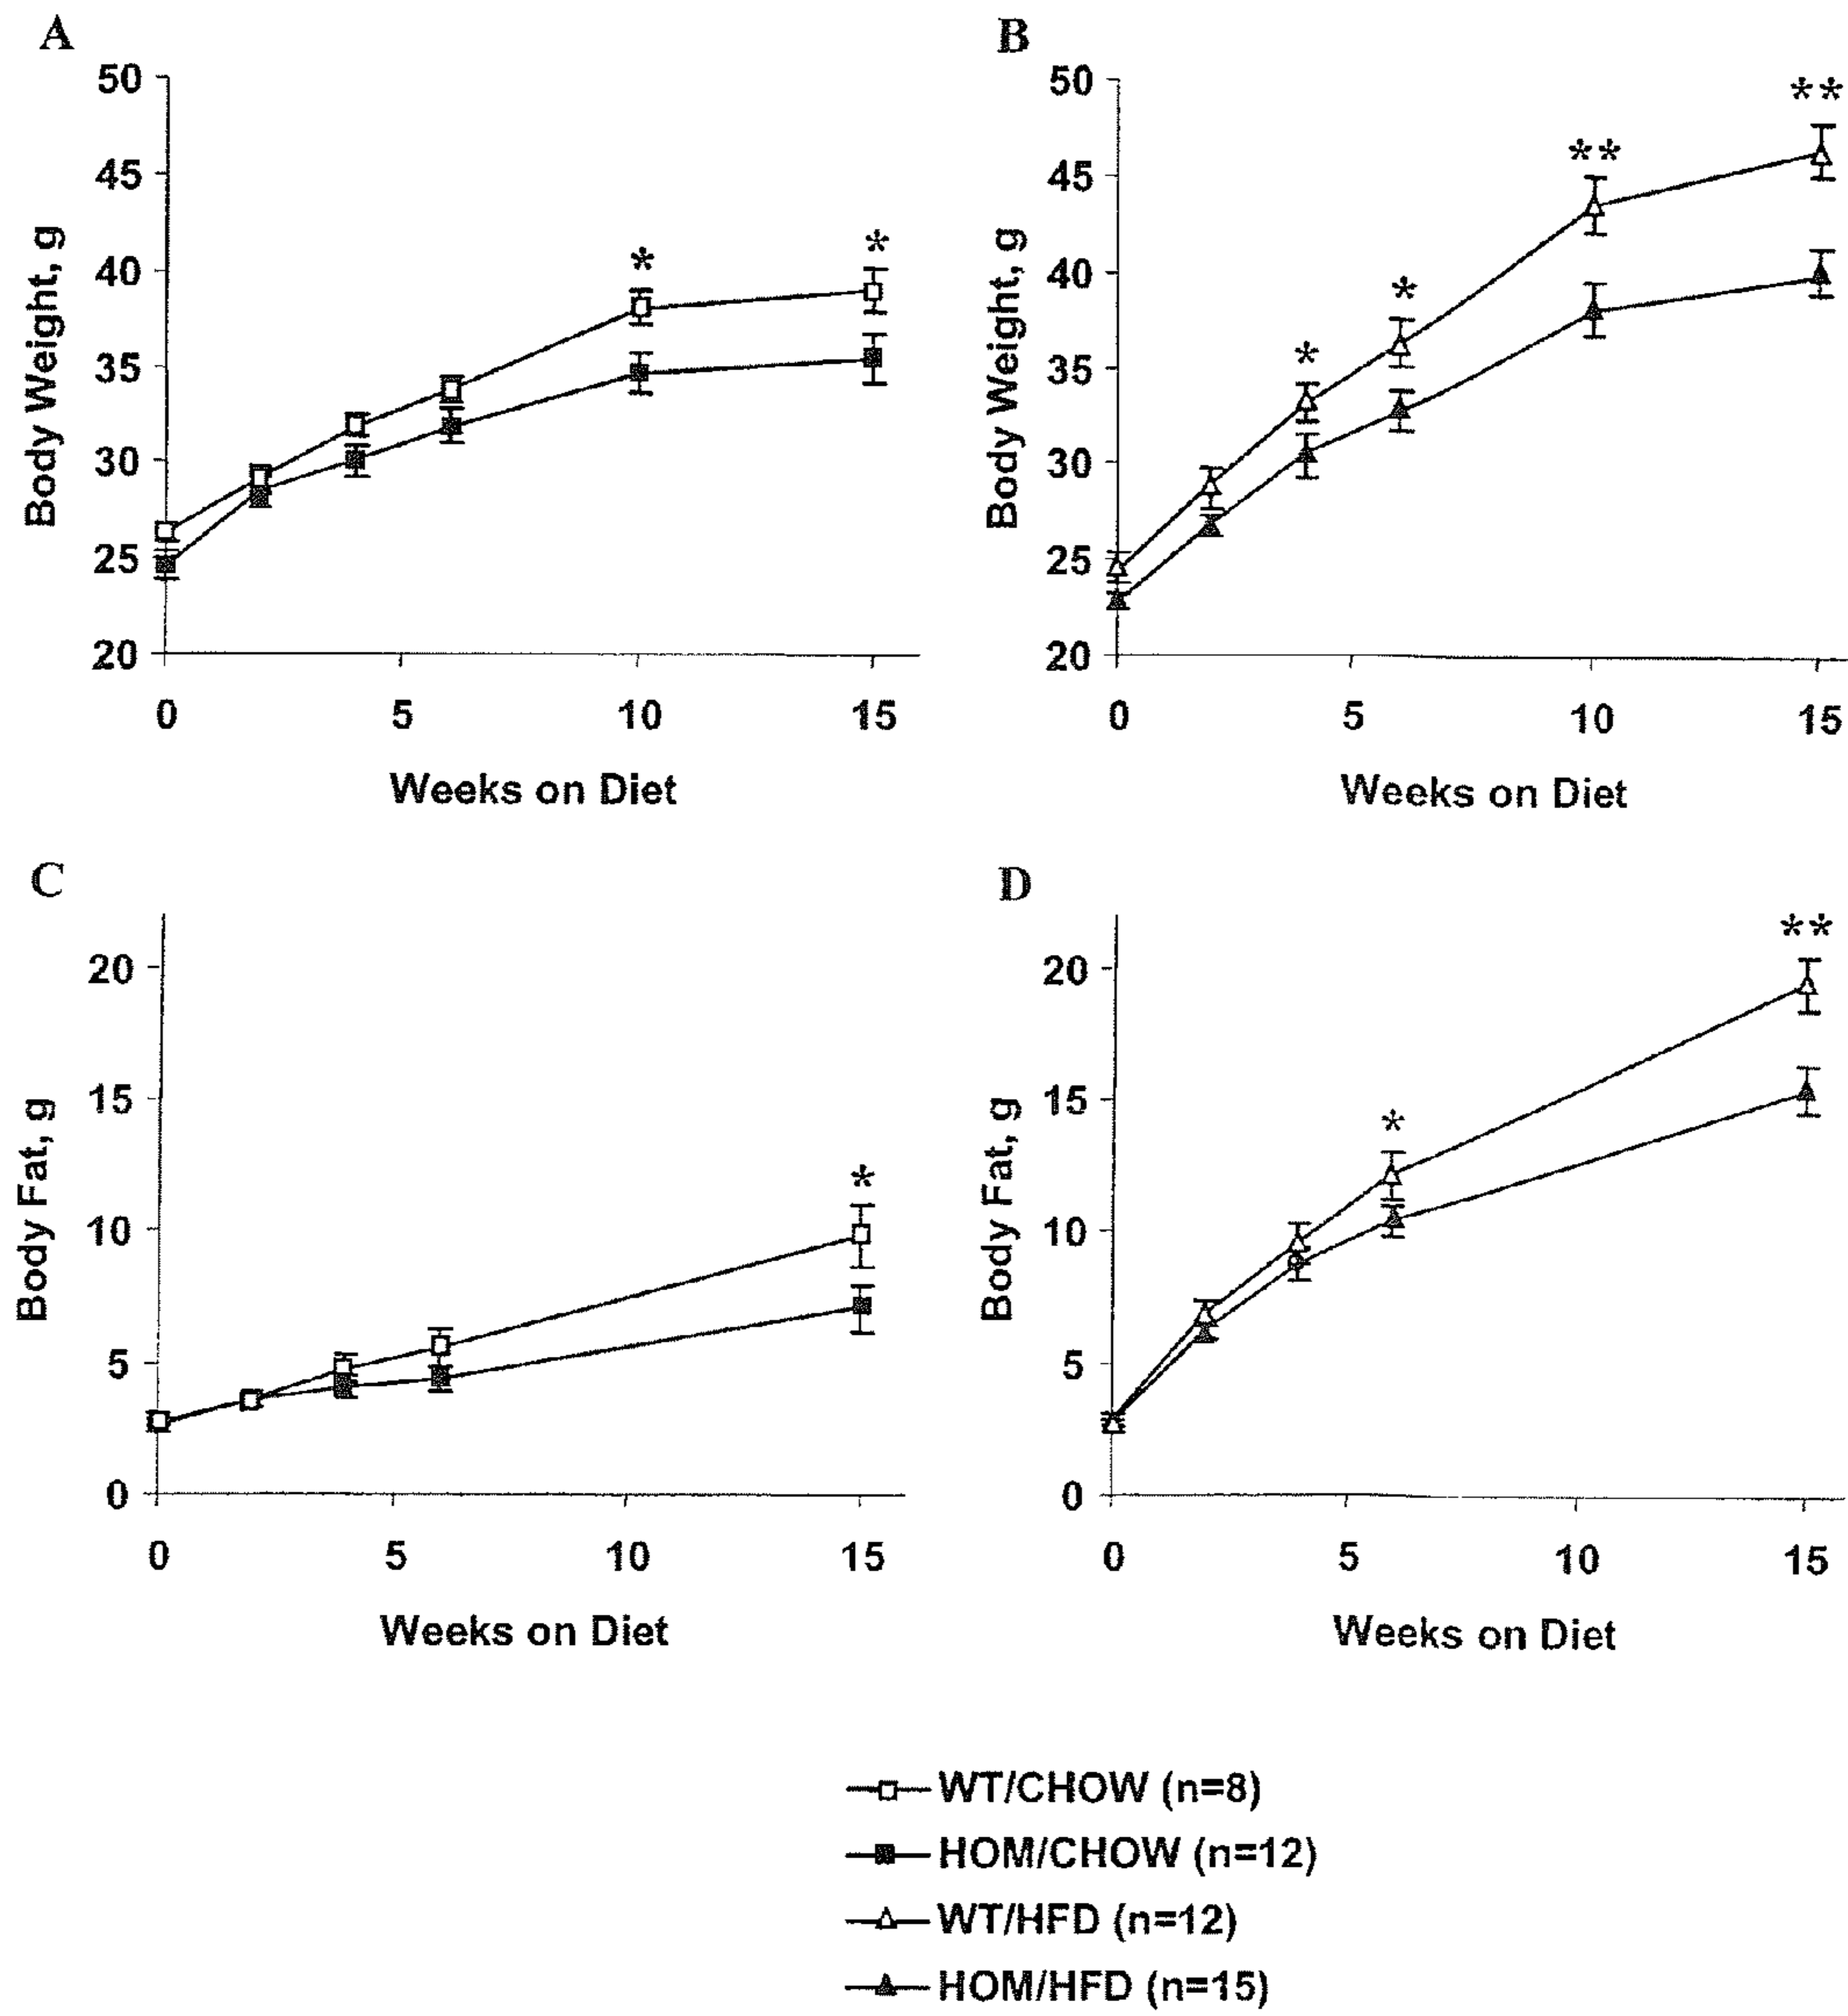 A
50
45
40
35
30
25
20
Body Weight, g
* *
0 5 10 15
Weeks on Diet
B
50
45
40
35
30
25
20
Body Weight, g
* * ** **
0 5 10 15
Weeks on Diet
C
20
15
10
5
0
Body Fat, g
*
0 5 10 15
Weeks on Diet
D
20
15
10
5
0
Body Fat, g
* **
0 5 10 15
Weeks on Diet
WT/CHOW (n=8)
HOM/CHOW (n=12)
WT/HFD (n=12)
HOM/HFD (n=15)